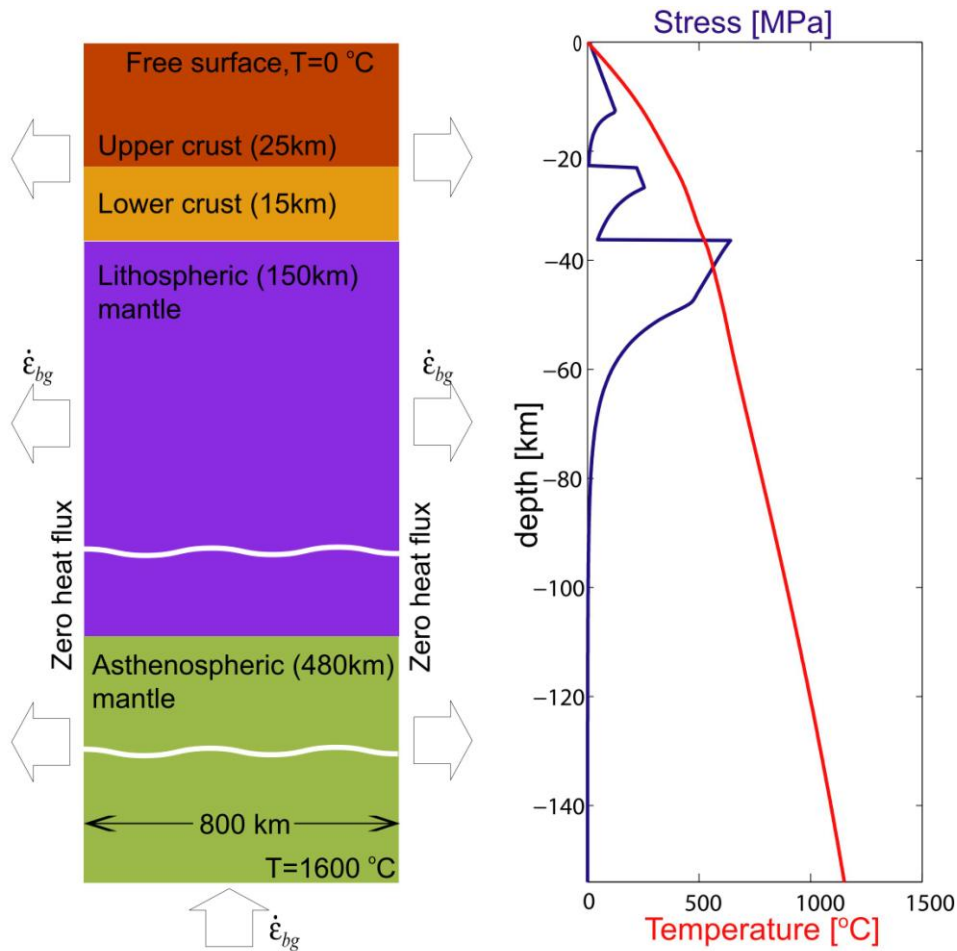 Free surface,T=0 °C
Upper crust (25km)
Lower crust (15km)
Lithospheric (150km)
mantle
ε̇bg
ε̇bg
Zero heat flux
Zero heat flux
Asthenospheric (480km)
mantle
800 km
T=1600 °C
ε̇bg
Stress [MPa]
0
−20
−40
−60
−80
−100
−120
−140
depth [km]
0
500
1000
1500
Temperature [°C]